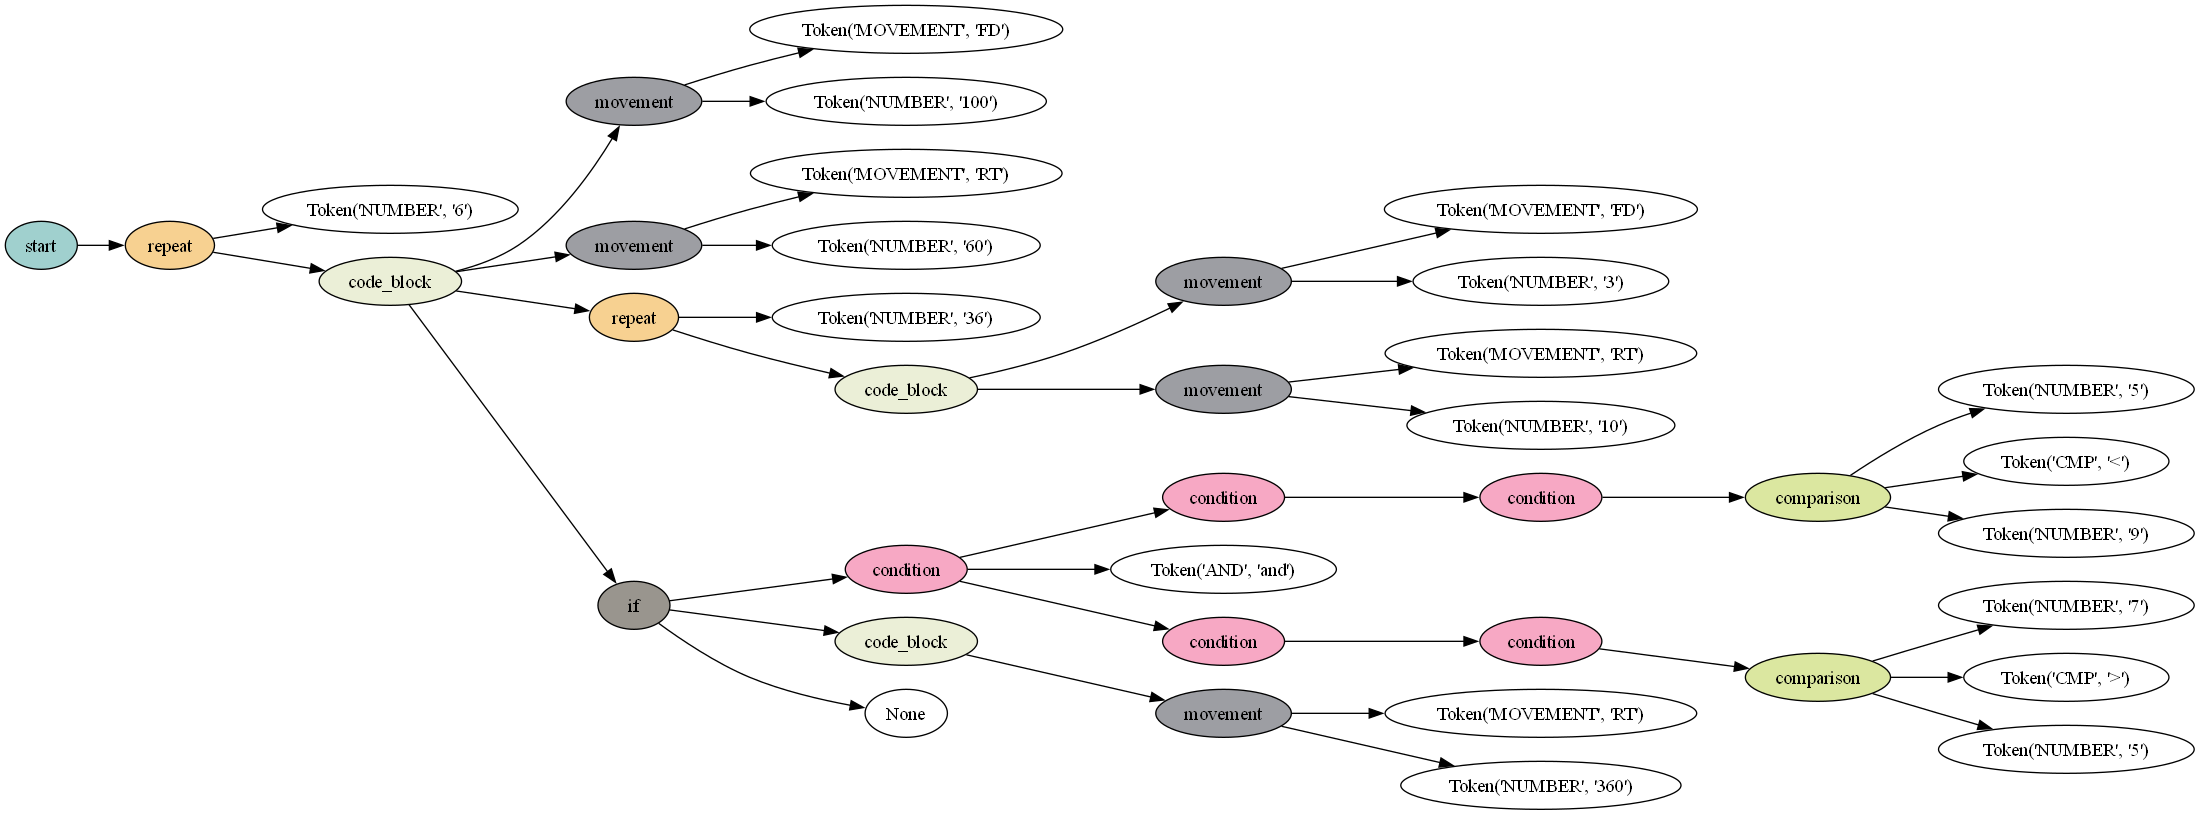 start
repeat
Token('NUMBER', '6')
code_block
movement
Token('MOVEMENT', 'FD')
Token('NUMBER', '100')
movement
Token('MOVEMENT', 'RT')
Token('NUMBER', '60')
repeat
Token('NUMBER', '36')
code_block
movement
Token('MOVEMENT', 'FD')
Token('NUMBER', '3')
movement
Token('MOVEMENT', 'RT')
Token('NUMBER', '10')
if
condition
condition
condition
comparison
Token('NUMBER', '5')
Token('CMP', '<')
Token('NUMBER', '9')
Token('AND', 'and')
condition
condition
comparison
Token('NUMBER', '7')
Token('CMP', '>')
Token('NUMBER', '5')
code_block
movement
Token('MOVEMENT', 'RT')
Token('NUMBER', '360')
None